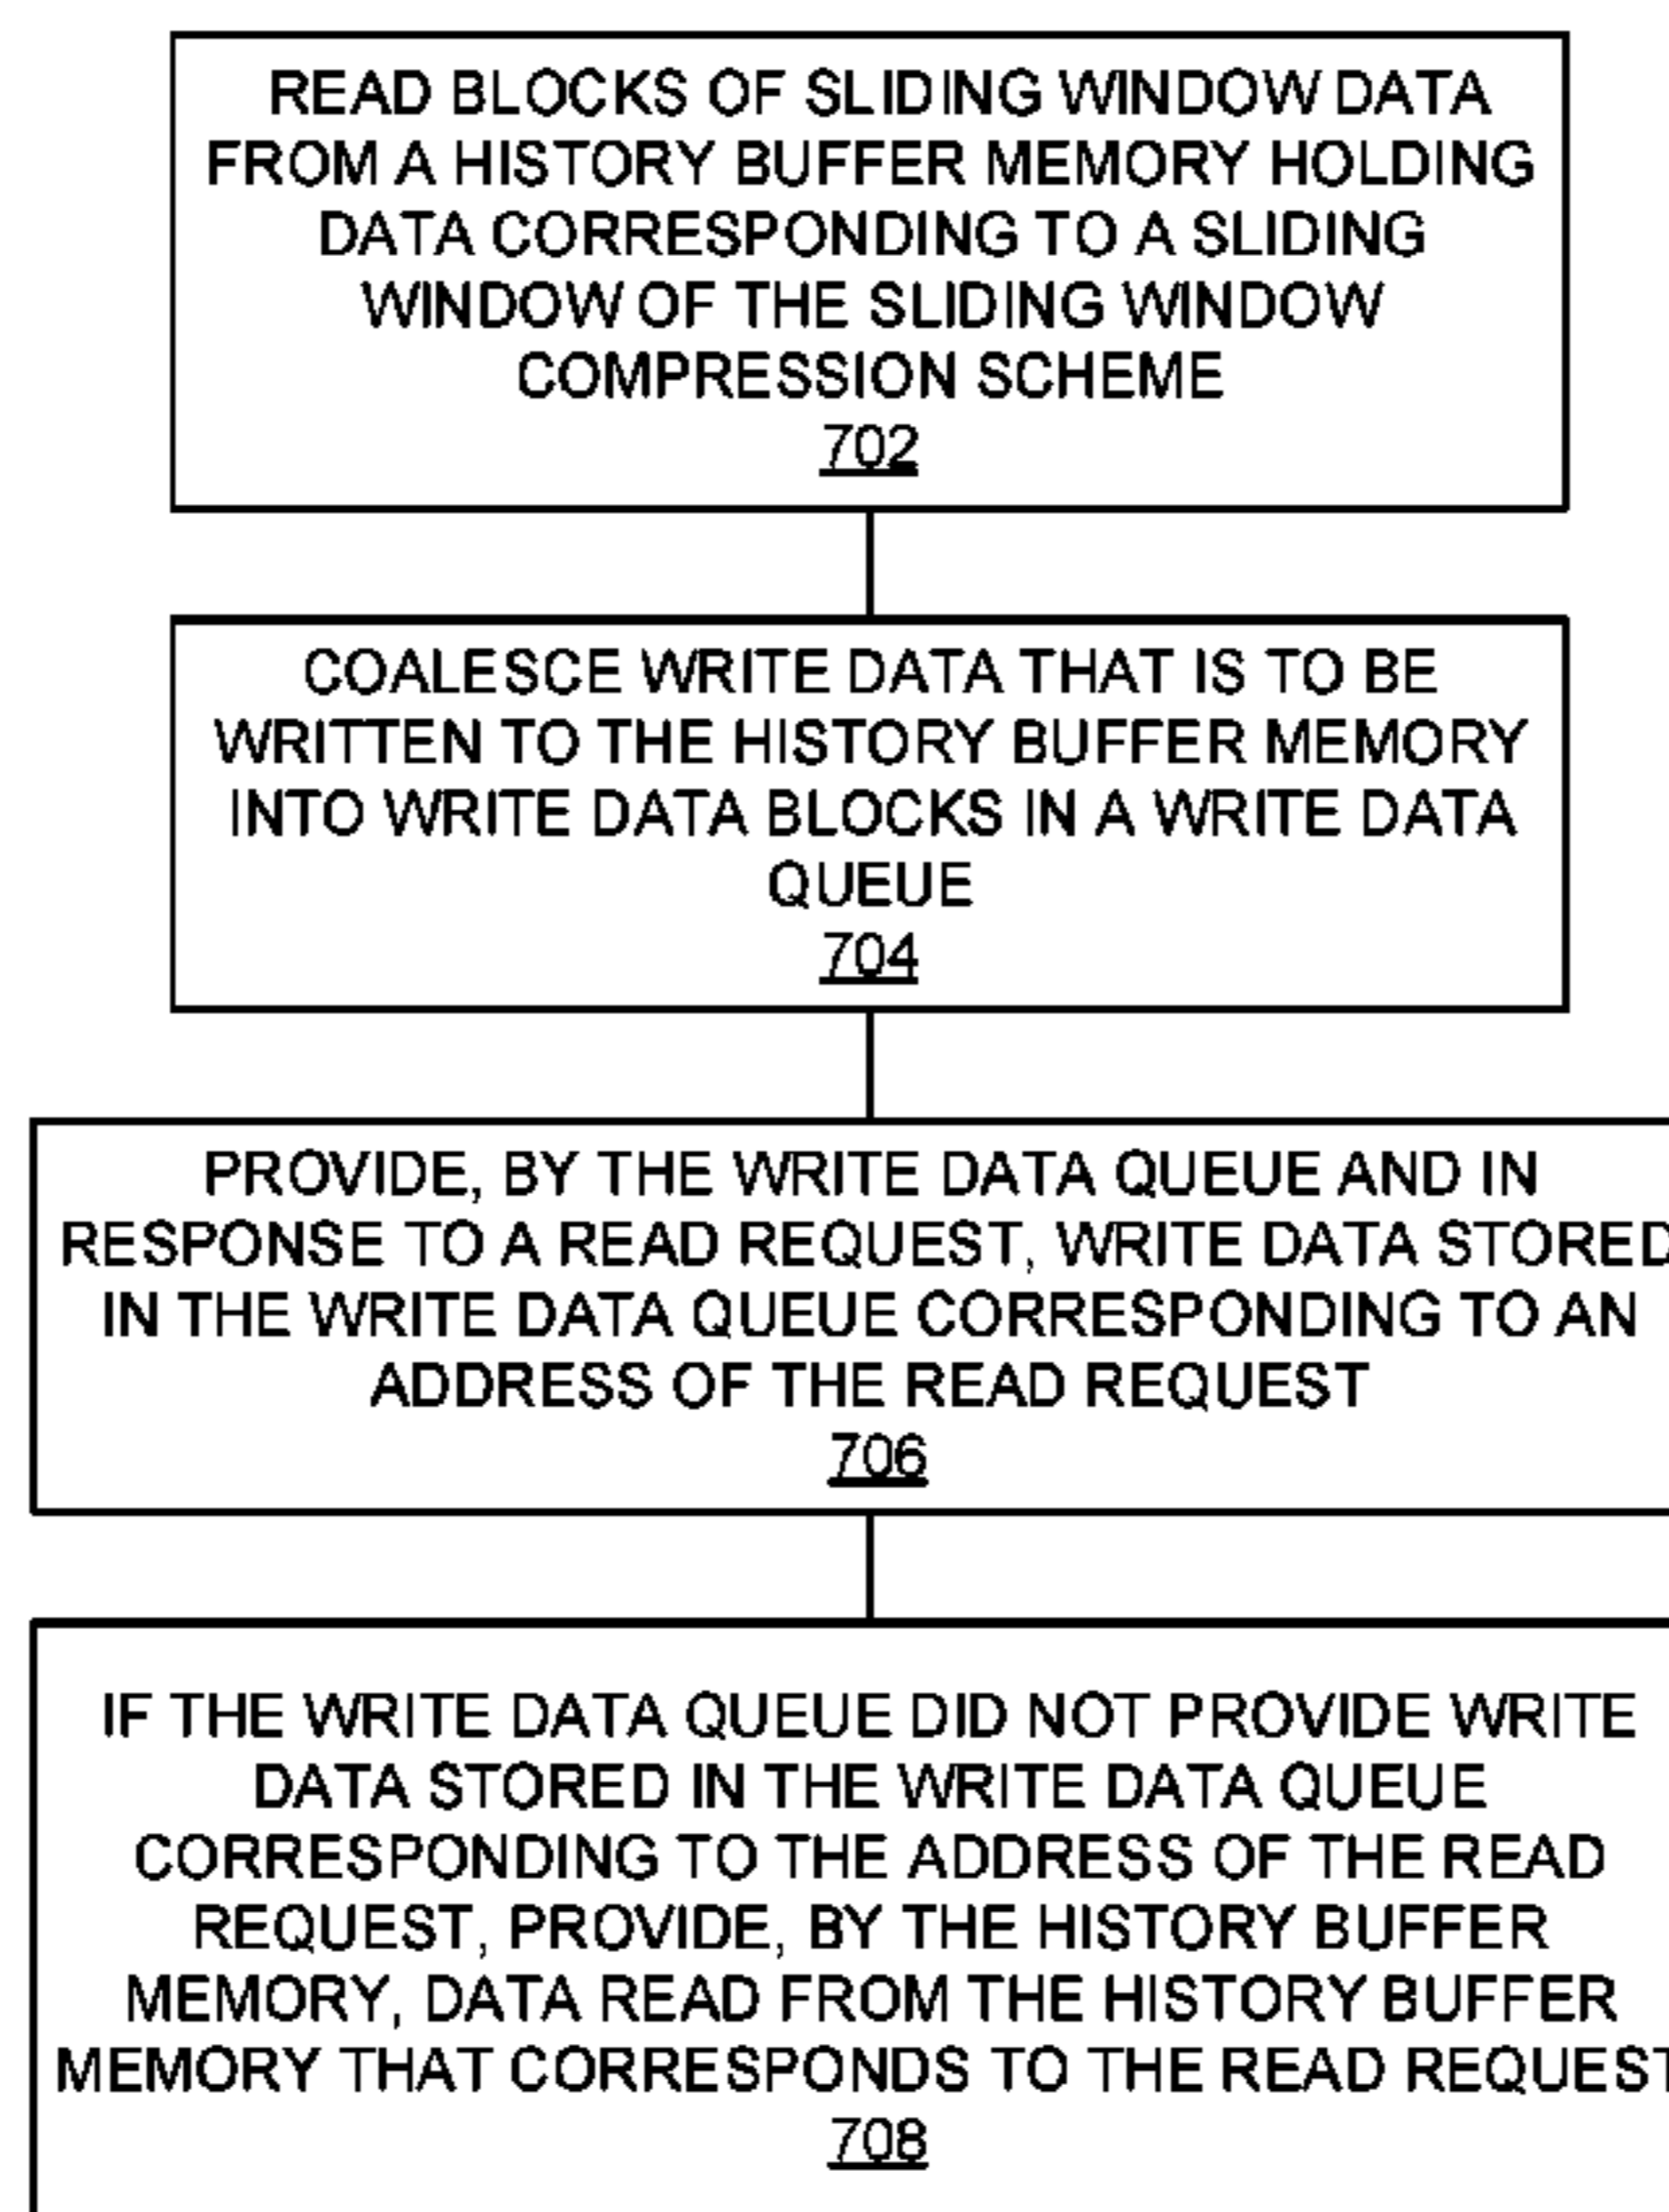 READ BLOCKS OF SLIDING WINDOW DATA
FROM A HISTORY BUFFER MEMORY HOLDING
DATA CORRESPONDING TO A SLIDING
WINDOW OF THE SLIDING WINDOW
COMPRESSION SCHEME
702
COALESCE WRITE DATA THAT IS TO BE
WRITTEN TO THE HISTORY BUFFER MEMORY
INTO WRITE DATA BLOCKS IN A WRITE DATA
QUEUE
704
PROVIDE, BY THE WRITE DATA QUEUE AND IN
RESPONSE TO A READ REQUEST, WRITE DATA STORED
IN THE WRITE DATA QUEUE CORRESPONDING TO AN
ADDRESS OF THE READ REQUEST
706
IF THE WRITE DATA QUEUE DID NOT PROVIDE WRITE
DATA STORED IN THE WRITE DATA QUEUE
CORRESPONDING TO THE ADDRESS OF THE READ
REQUEST, PROVIDE, BY THE HISTORY BUFFER
MEMORY, DATA READ FROM THE HISTORY BUFFER
MEMORY THAT CORRESPONDS TO THE READ REQUEST
708